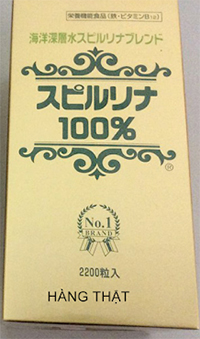 栄養機能食品(鉄・ビタミンB12)
海洋深層水スピルリナブレンド
スピルリナ
100%
®
No.1
BRAND
2200粒入
HÀNG THẬT